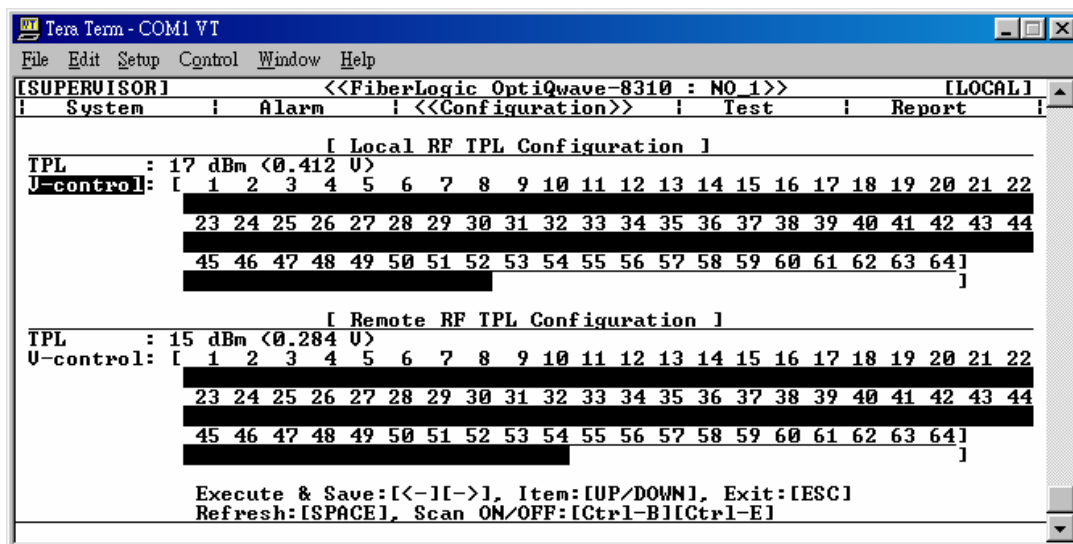 Tera Term - COM1 VT
File Edit Setup Control Window Help
[SUPERVISOR] <<FiberLogic OptiQwave-8310 : NO_1>> [LOCAL]
| System | Alarm | <<Configuration>> | Test | Report |
[ Local RF TPL Configuration ]
TPL : 17 dBm (0.412 V)
V-control: [ 1 2 3 4 5 6 7 8 9 10 11 12 13 14 15 16 17 18 19 20 21 22
23 24 25 26 27 28 29 30 31 32 33 34 35 36 37 38 39 40 41 42 43 44
45 46 47 48 49 50 51 52 53 54 55 56 57 58 59 60 61 62 63 64]
]
[ Remote RF TPL Configuration ]
TPL : 15 dBm (0.284 V)
V-control: [ 1 2 3 4 5 6 7 8 9 10 11 12 13 14 15 16 17 18 19 20 21 22
23 24 25 26 27 28 29 30 31 32 33 34 35 36 37 38 39 40 41 42 43 44
45 46 47 48 49 50 51 52 53 54 55 56 57 58 59 60 61 62 63 64]
]
Execute & Save:[<-][->], Item:[UP/DOWN], Exit:[ESC]
Refresh:[SPACE], Scan ON/OFF:[Ctrl-B][Ctrl-E]